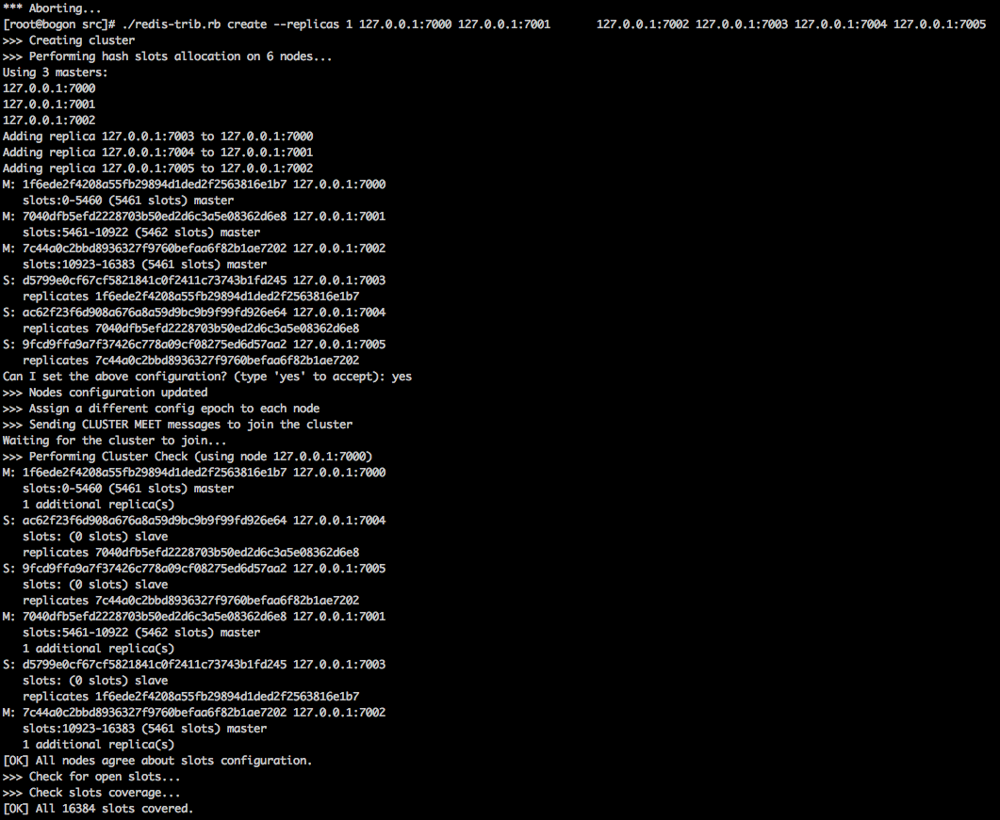 *** Aborting...
[root@bogon src]# ./redis-trib.rb create --replicas 1 127.0.0.1:7000 127.0.0.1:7001       127.0.0.1:7002 127.0.0.1:7003 127.0.0.1:7004 127.0.0.1:7005
>>> Creating cluster
>>> Performing hash slots allocation on 6 nodes...
Using 3 masters:
127.0.0.1:7000
127.0.0.1:7001
127.0.0.1:7002
Adding replica 127.0.0.1:7003 to 127.0.0.1:7000
Adding replica 127.0.0.1:7004 to 127.0.0.1:7001
Adding replica 127.0.0.1:7005 to 127.0.0.1:7002
M: 1f6ede2f4208a55fb29894d1ded2f2563816e1b7 127.0.0.1:7000
   slots:0-5460 (5461 slots) master
M: 7040dfb5efd2228703b50ed2d6c3a5e08362d6e8 127.0.0.1:7001
   slots:5461-10922 (5462 slots) master
M: 7c44a0c2bbd8936327f9760befaa6f82b1ae7202 127.0.0.1:7002
   slots:10923-16383 (5461 slots) master
S: d5799e0cf67cf5821841c0f2411c73743b1fd245 127.0.0.1:7003
   replicates 1f6ede2f4208a55fb29894d1ded2f2563816e1b7
S: ac62f23f6d908a676a8a59d9bc9b9f99fd926e64 127.0.0.1:7004
   replicates 7040dfb5efd2228703b50ed2d6c3a5e08362d6e8
S: 9fcd9ffa9a7f37426c778a09cf08275ed6d57aa2 127.0.0.1:7005
   replicates 7c44a0c2bbd8936327f9760befaa6f82b1ae7202
Can I set the above configuration? (type 'yes' to accept): yes
>>> Nodes configuration updated
>>> Assign a different config epoch to each node
>>> Sending CLUSTER MEET messages to join the cluster
Waiting for the cluster to join...
>>> Performing Cluster Check (using node 127.0.0.1:7000)
M: 1f6ede2f4208a55fb29894d1ded2f2563816e1b7 127.0.0.1:7000
   slots:0-5460 (5461 slots) master
   1 additional replica(s)
S: ac62f23f6d908a676a8a59d9bc9b9f99fd926e64 127.0.0.1:7004
   slots: (0 slots) slave
   replicates 7040dfb5efd2228703b50ed2d6c3a5e08362d6e8
S: 9fcd9ffa9a7f37426c778a09cf08275ed6d57aa2 127.0.0.1:7005
   slots: (0 slots) slave
   replicates 7c44a0c2bbd8936327f9760befaa6f82b1ae7202
M: 7040dfb5efd2228703b50ed2d6c3a5e08362d6e8 127.0.0.1:7001
   slots:5461-10922 (5462 slots) master
   1 additional replica(s)
S: d5799e0cf67cf5821841c0f2411c73743b1fd245 127.0.0.1:7003
   slots: (0 slots) slave
   replicates 1f6ede2f4208a55fb29894d1ded2f2563816e1b7
M: 7c44a0c2bbd8936327f9760befaa6f82b1ae7202 127.0.0.1:7002
   slots:10923-16383 (5461 slots) master
   1 additional replica(s)
[OK] All nodes agree about slots configuration.
>>> Check for open slots...
>>> Check slots coverage...
[OK] All 16384 slots covered.